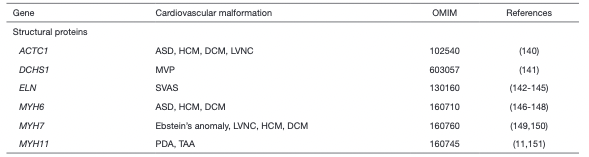 Gene Cardiovascular malformation OMIM References
Structural proteins
ACTC1 ASD, HCM, DCM, LVNC 102540 (140)
DCHS1 MVP 603057 (141)
ELN SVAS 130160 (142-145)
MYH6 ASD, HCM, DCM 160710 (146-148)
MYH7 Ebstein's anomaly, LVNC, HCM, DCM 160760 (149,150)
MYH11 PDA, TAA 160745 (11,151)